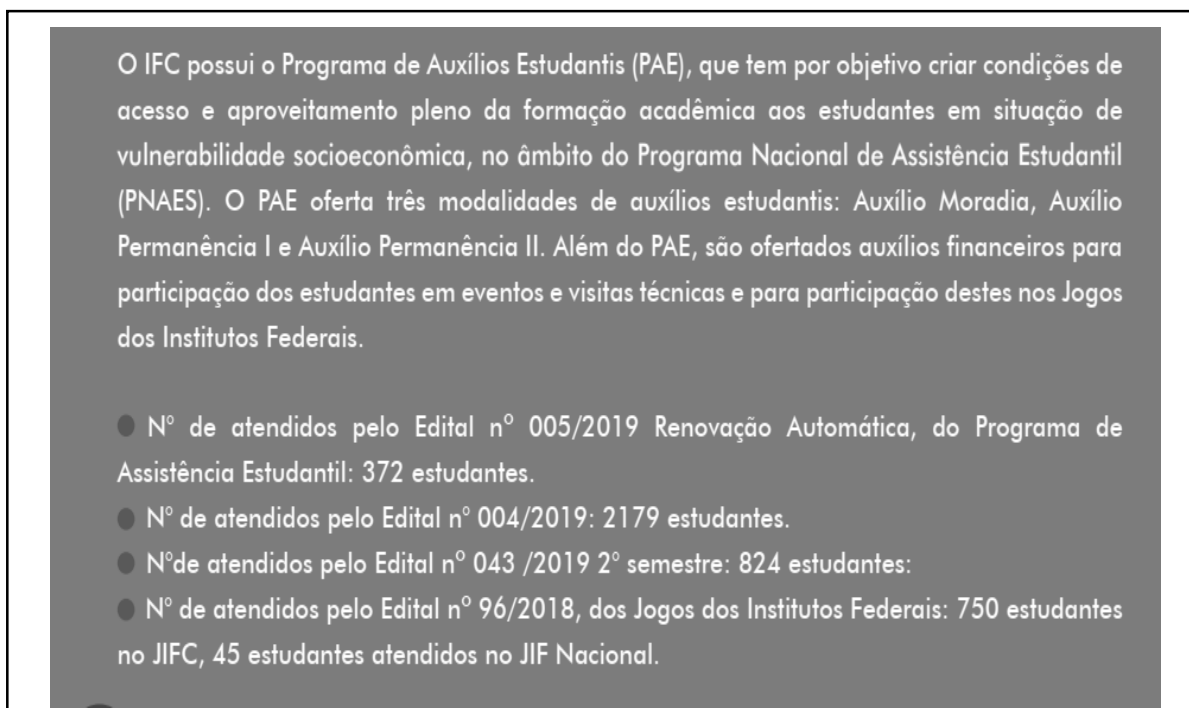 O IFC possui o Programa de Auxílios Estudantis (PAE), que tem por objetivo criar condições de
acesso e aproveitamento pleno da formação acadêmica aos estudantes em situação de
vulnerabilidade socioeconômica, no âmbito do Programa Nacional de Assistência Estudantil
(PNAES). O PAE oferta três modalidades de auxílios estudantis: Auxílio Moradia, Auxílio
Permanência I e Auxílio Permanência II. Além do PAE, são ofertados auxílios financeiros para
participação dos estudantes em eventos e visitas técnicas e para participação destes nos Jogos
dos Institutos Federais.
● Nº de atendidos pelo Edital nº 005/2019 Renovação Automática, do Programa de
Assistência Estudantil: 372 estudantes.
● Nº de atendidos pelo Edital nº 004/2019: 2179 estudantes.
● Nºde atendidos pelo Edital nº 043 /2019 2º semestre: 824 estudantes:
● Nº de atendidos pelo Edital nº 96/2018, dos Jogos dos Institutos Federais: 750 estudantes
no JIFC, 45 estudantes atendidos no JIF Nacional.